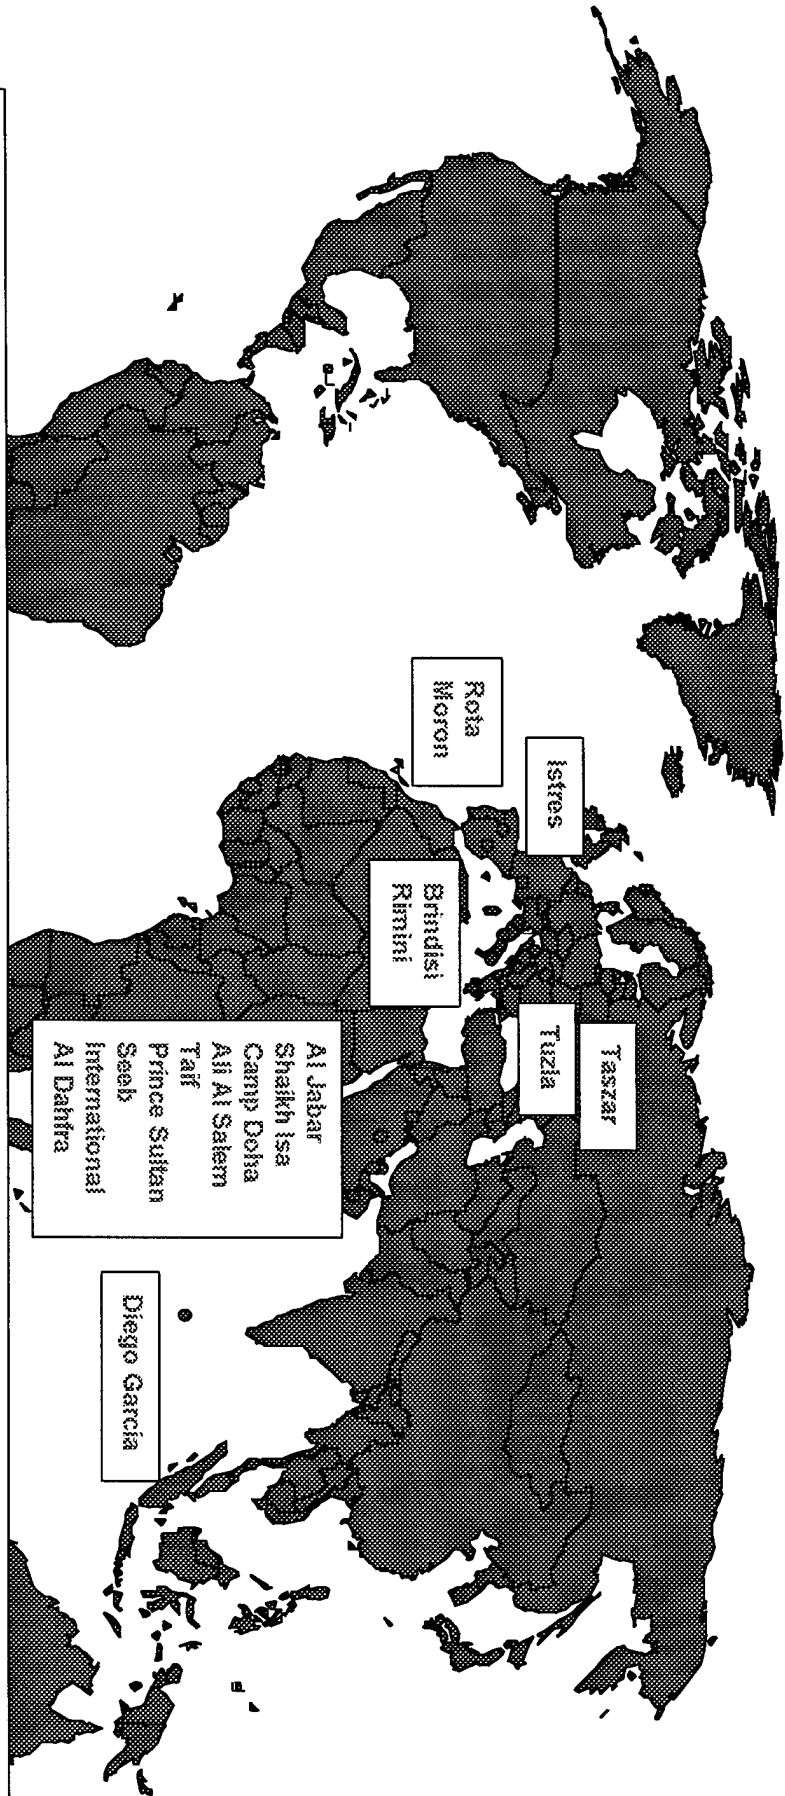 Rota
Moron
Istres
Brindisi
Rimini
Tuzla
Taszar
Al Jabar
Shaikh Isa
Camp Doha
Ali Al Salem
Taif
Prince Sultan
Seeb
International
Al Dahfra
Diego Garcia